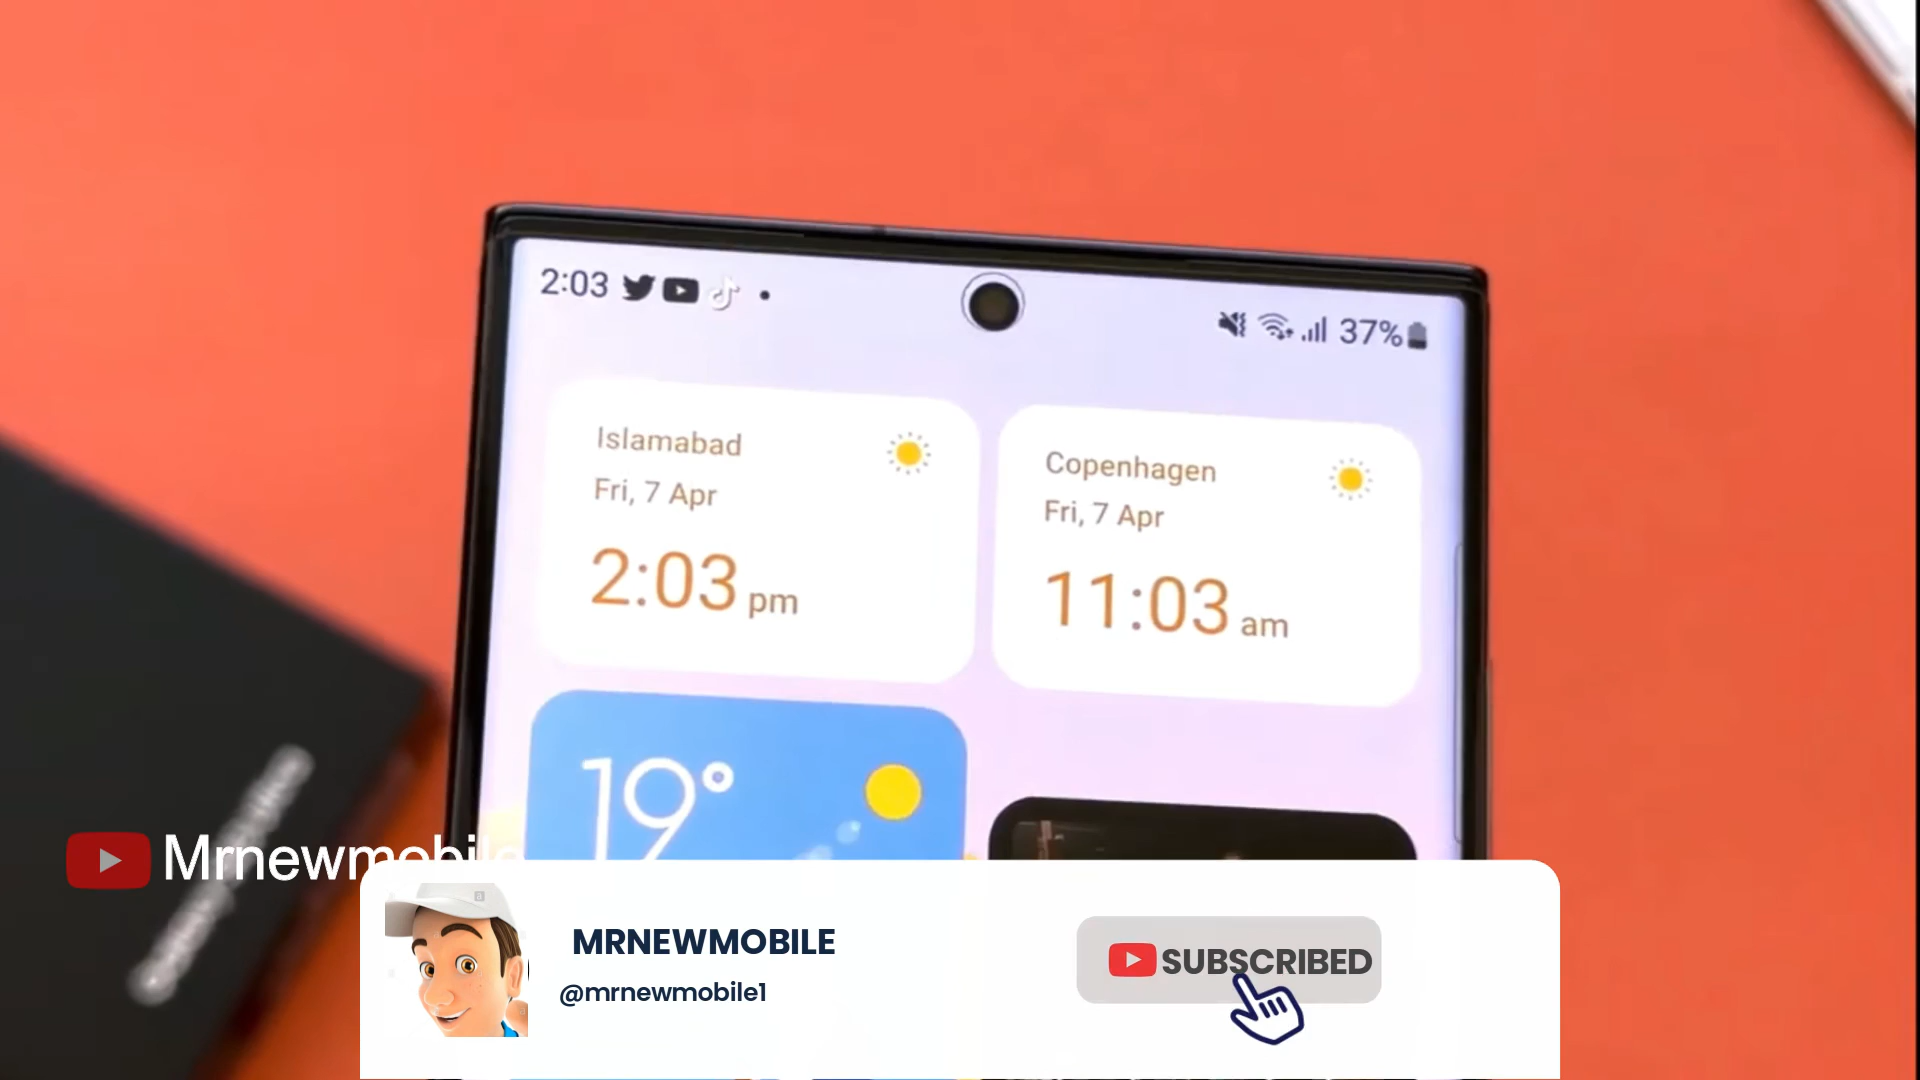 2:03
37%
Islamabad
Fri, 7 Apr
2:03 pm
Copenhagen
Fri, 7 Apr
11:03 am
19°
Mrnewmobile
MRNEWMOBILE
@mrnewmobile1
SUBSCRIBED